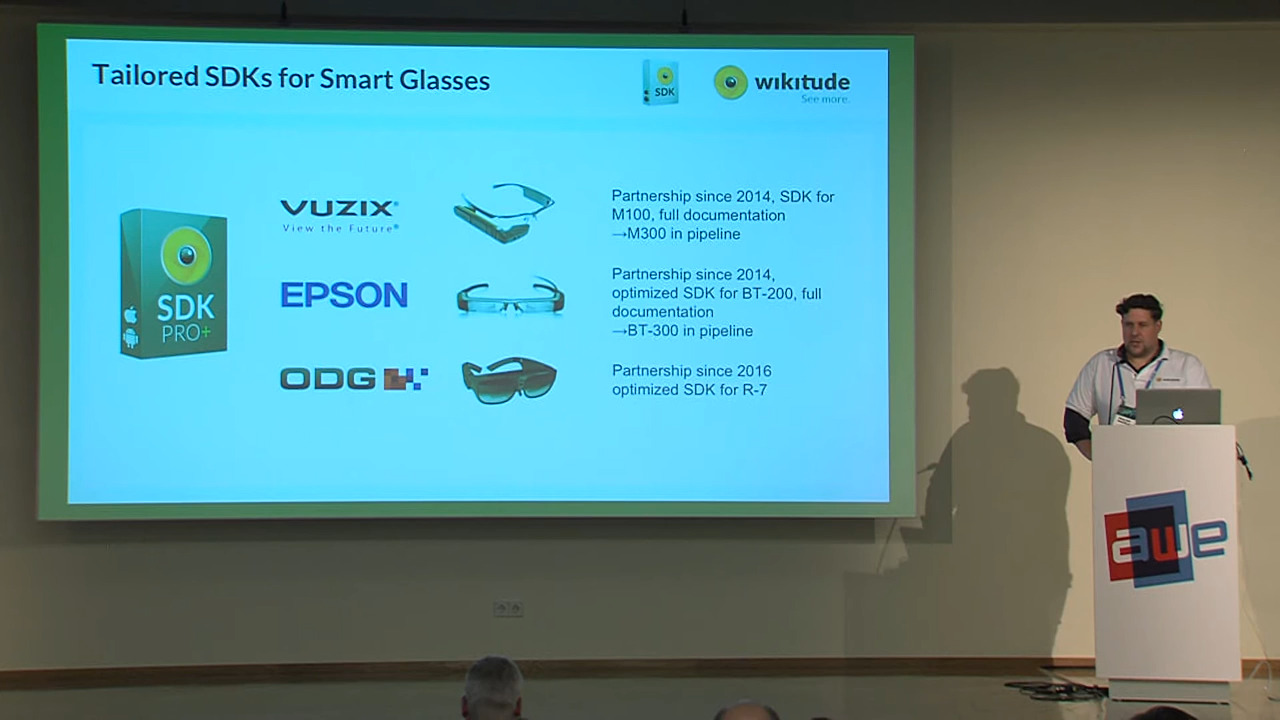 Tailored SDKs for Smart Glasses
SDK
wikitude
See more.
SDK
PRO+
VUZIX®
View the Future®
Partnership since 2014, SDK for
M100, full documentation
→M300 in pipeline
EPSON
Partnership since 2014,
optimized SDK for BT-200, full
documentation
→BT-300 in pipeline
ODG
Partnership since 2016
optimized SDK for R-7
awe